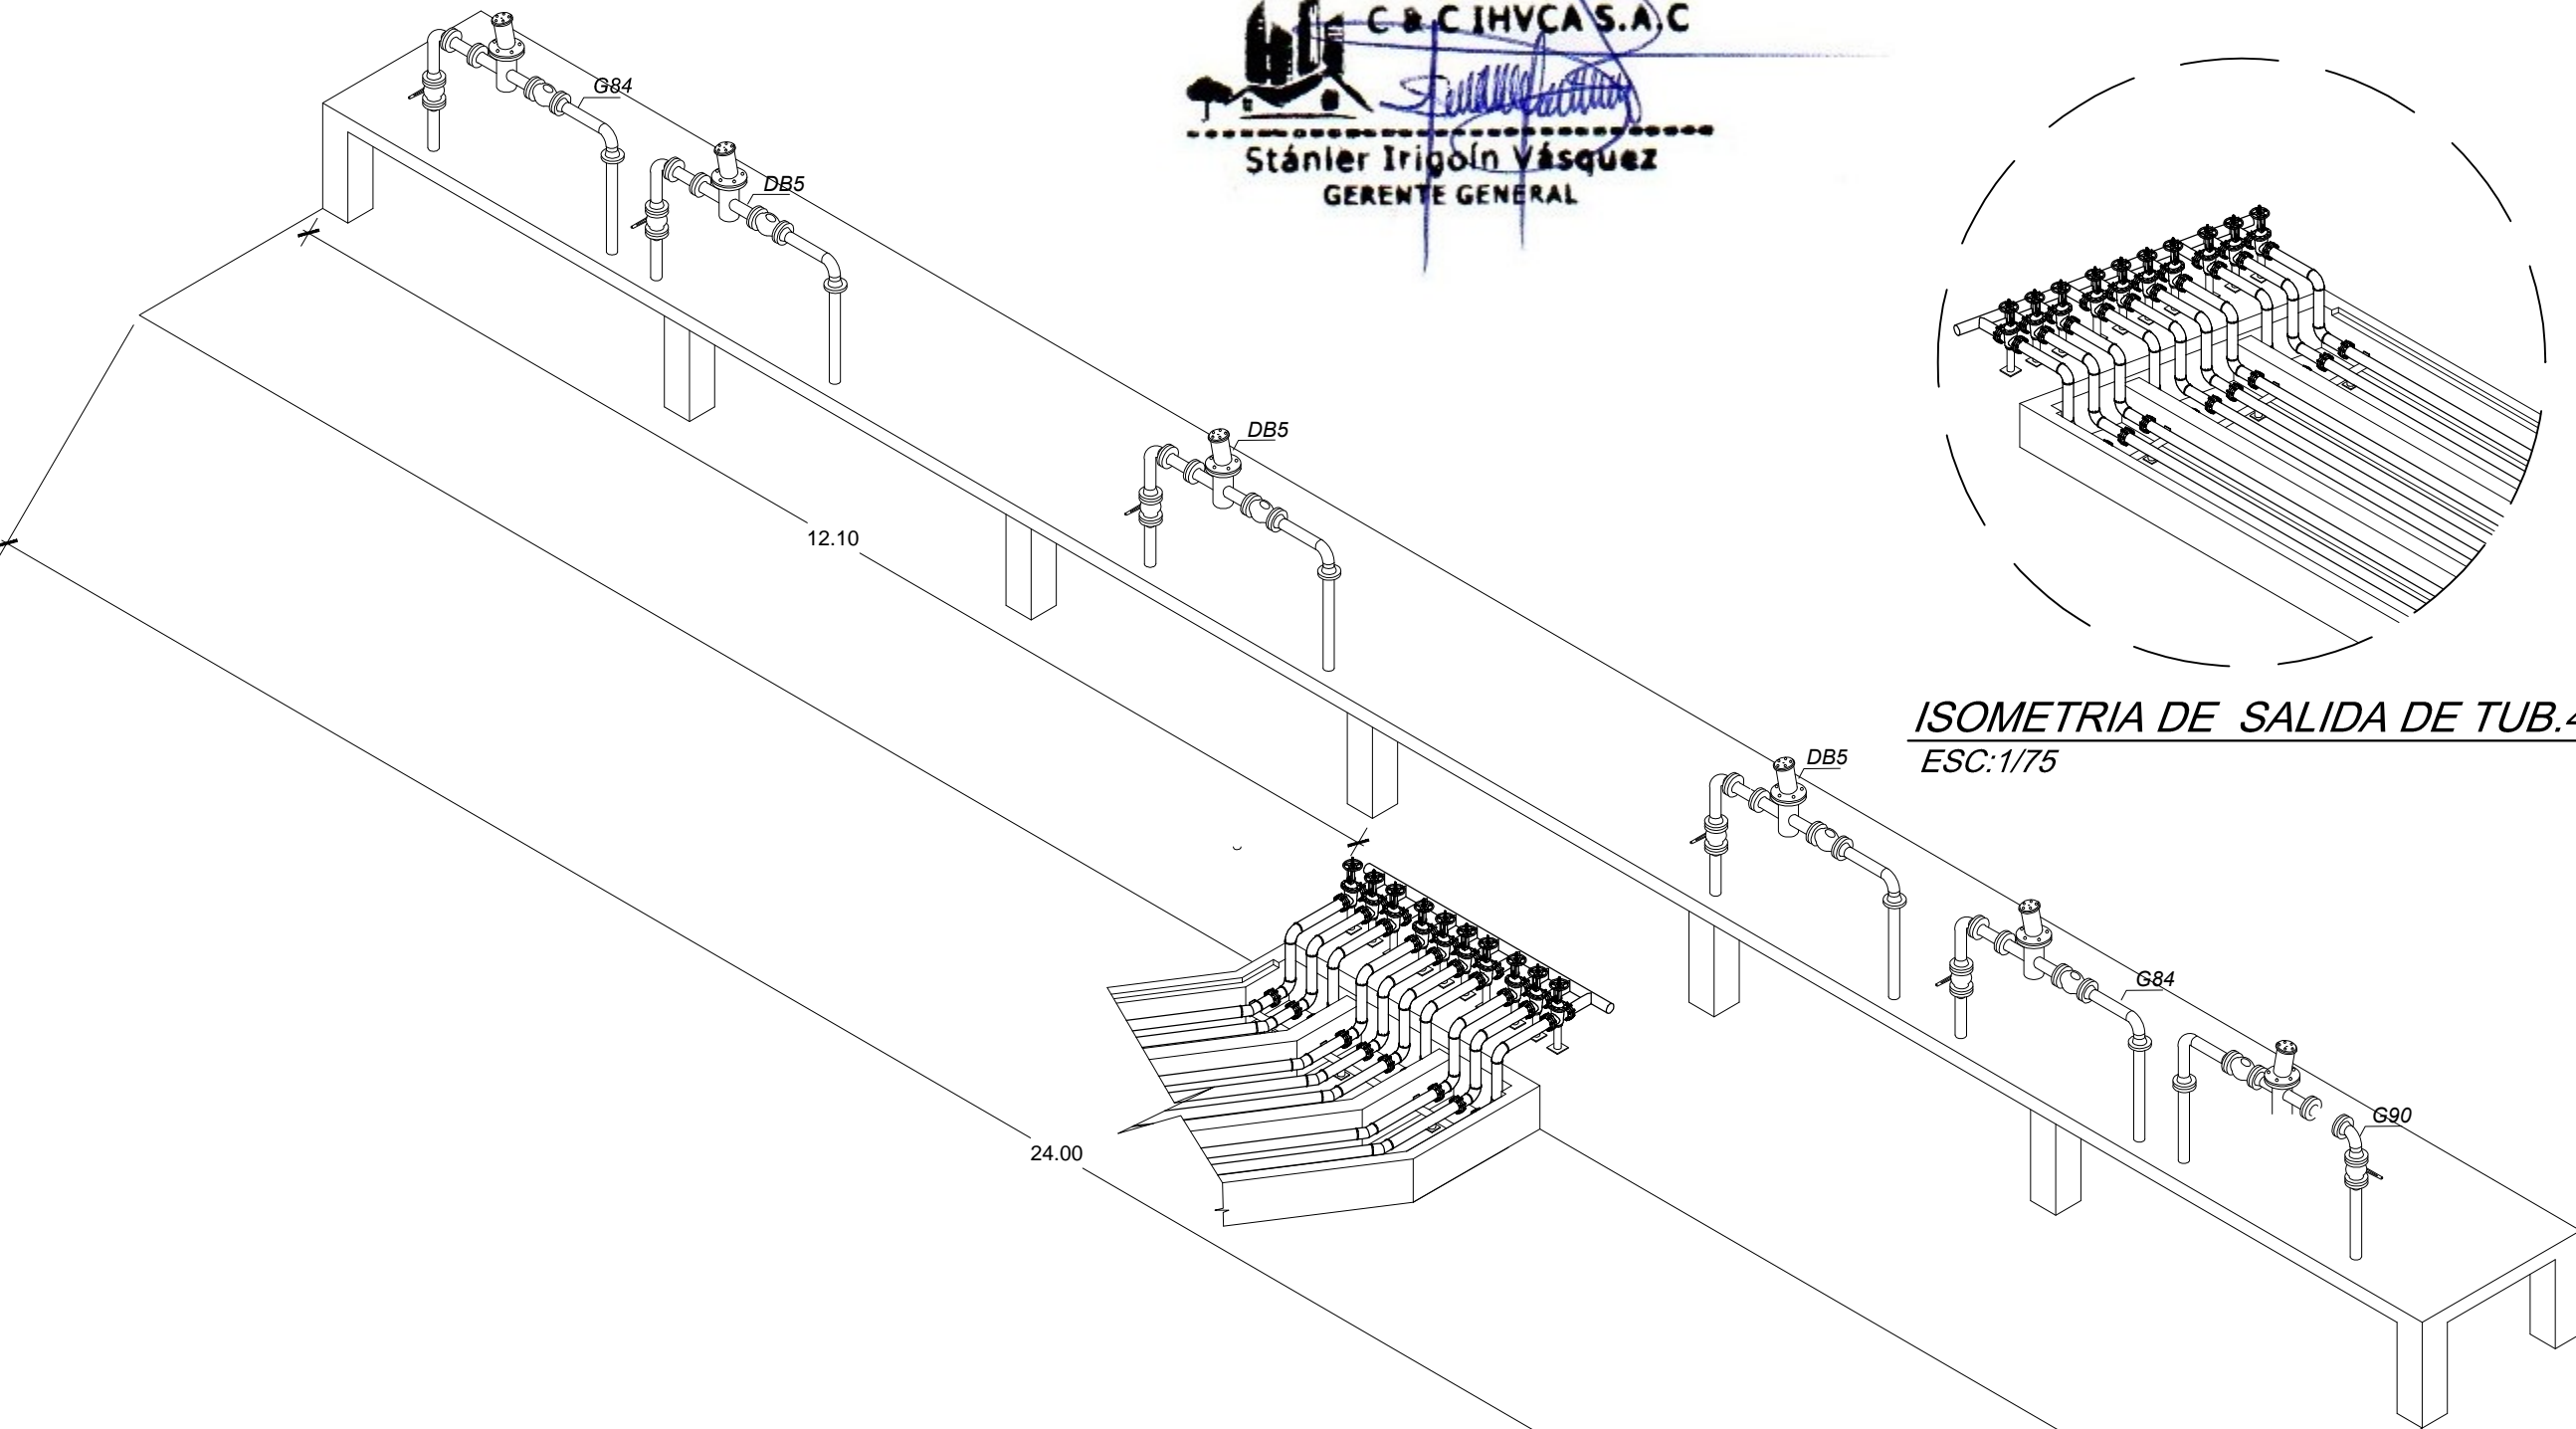 C & C IHVCA S.A.C
Stánler Irigoín Vásquez
GERENTE GENERAL
G84
DB5
DB5
12.10
ISOMETRIA DE SALIDA DE TUB.4
ESC:1/75
DB5
G84
G90
24.00